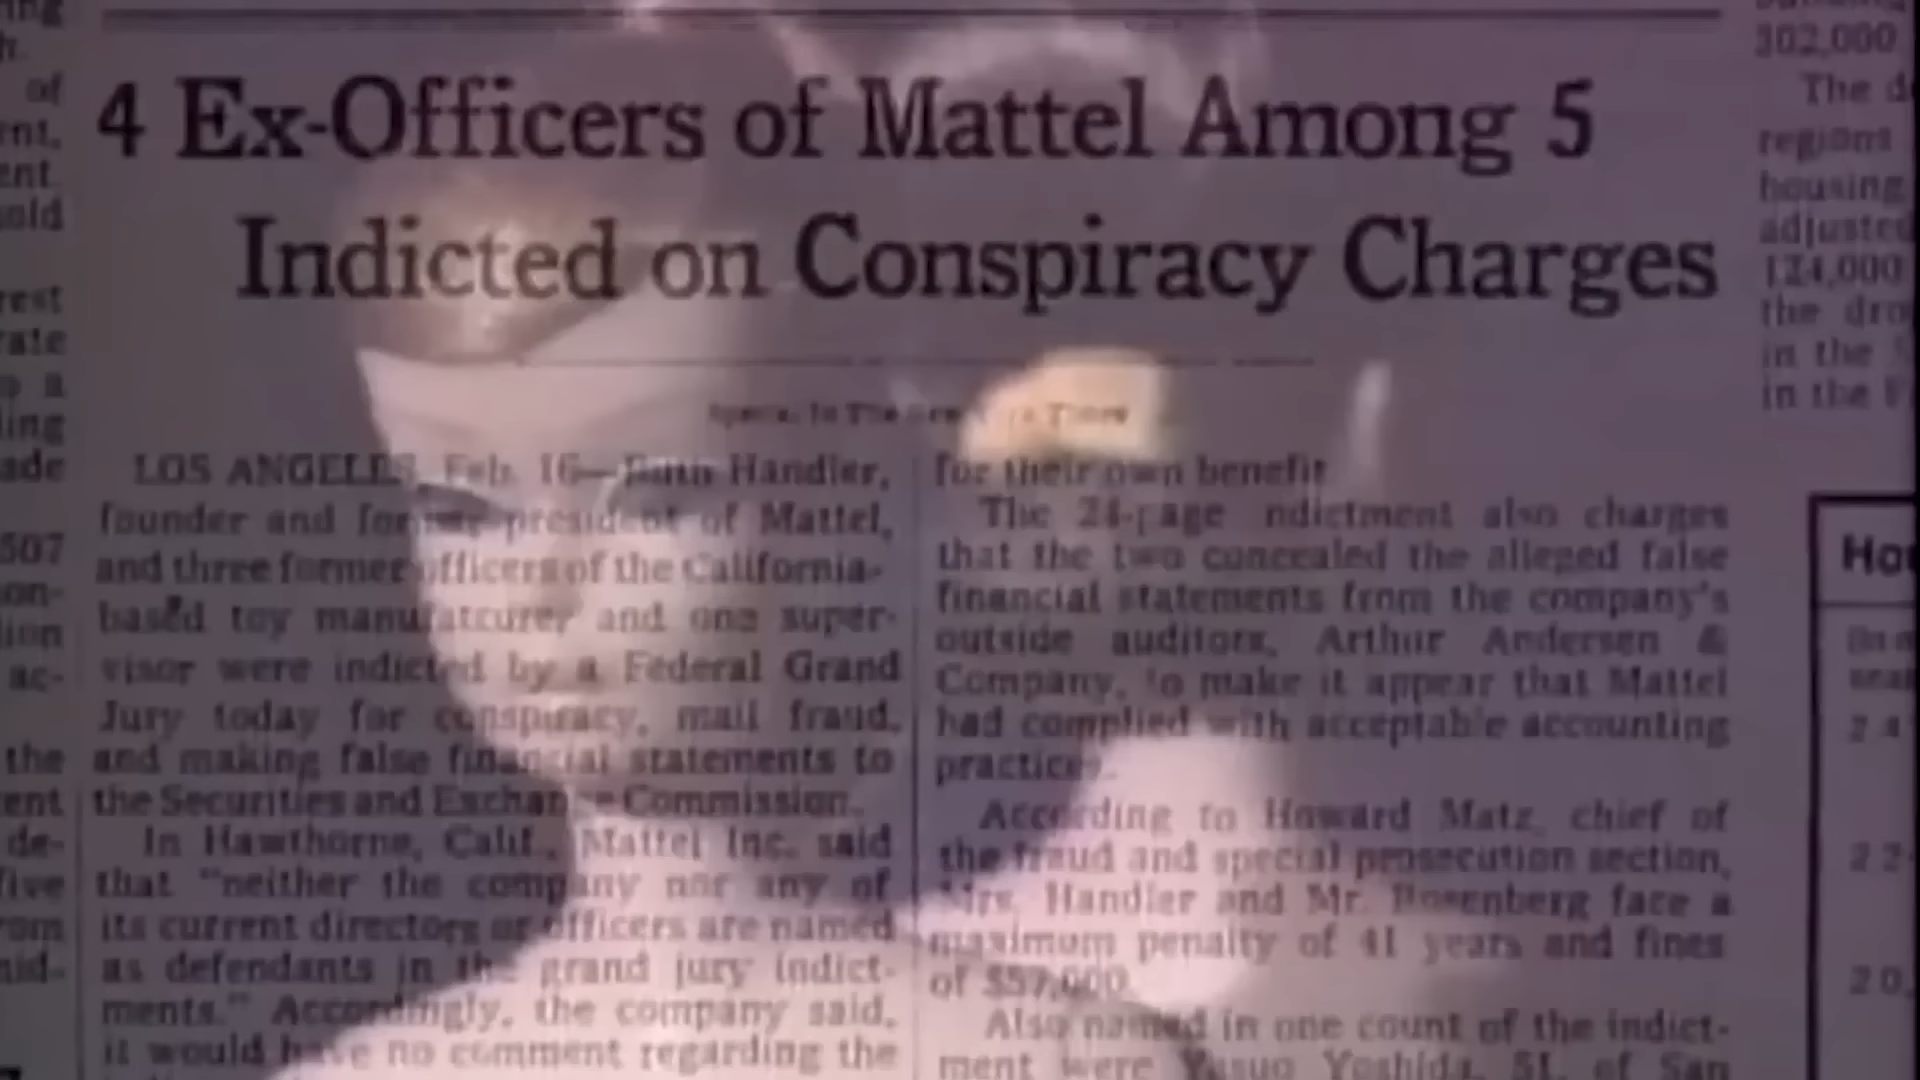 4 Ex-Officers of Mattel Among 5
Indicted on Conspiracy Charges
LOS ANGELES, Feb. 16—Ruth Handler,
founder and former president of Mattel,
and three former officers of the California-
based toy manufatcurer and one super-
visor were indicted by a Federal Grand
Jury today for conspiracy, mail fraud,
and making false financial statements to
the Securities and Exchange Commission.
In Hawthorne, Calif., Mattel Inc. said
that "neither the company nor any of
its current directors or officers are named
as defendants in the grand jury indict-
ments." Accordingly, the company said,
it would have no comment regarding the
for their own benefit
The 24-page indictment also charges
that the two concealed the alleged false
financial statements from the company's
outside auditors, Arthur Andersen &
Company, to make it appear that Mattel
had complied with acceptable accounting
practices.
According to Howard Matz, chief of
the fraud and special prosecution section,
Mrs. Handler and Mr. Rosenberg face a
maximum penalty of 41 years and fines
of $57,000.
Also named in one count of the indict-
ment were Yasuo Yoshida, 51, of San
302,000
The
regions
housing
adjusted
124,000
the
in the
in the
of
the
507